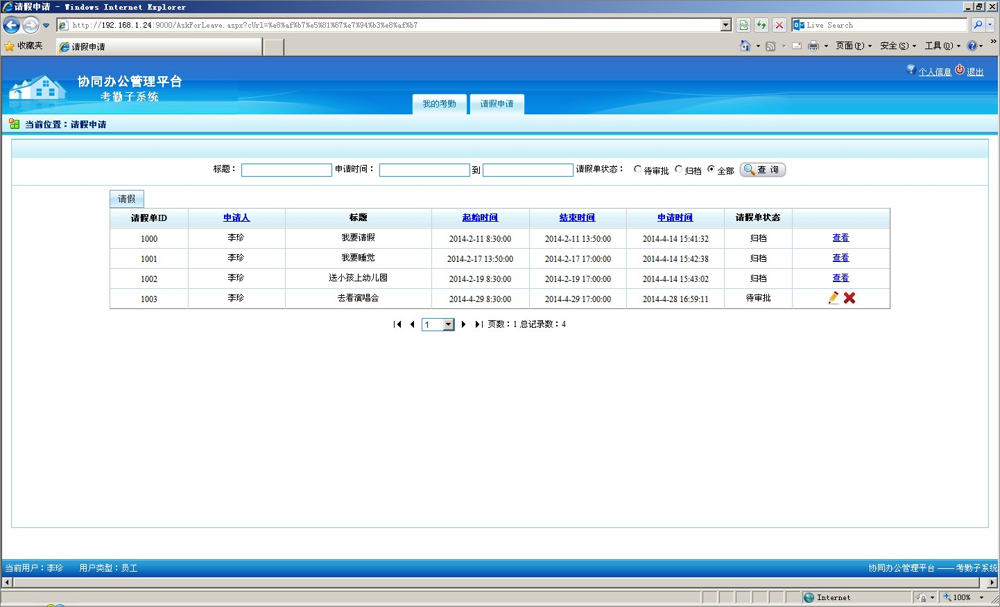 请假申请 - Windows Internet Explorer
http://192.168.1.24:9000/AskForLeave.aspx?cUrl=%e8%af%b7%e5%81%87%e7%94%b3%e8%af%b7
Live Search
收藏夹 请假申请 页面(P) 安全(S) 工具(O)
协同办公管理平台
考勤子系统
个人信息 退出
我的考勤 请假申请
当前位置：请假申请
标题： 申请时间： 到 请假单状态： 待审批 归档 全部 查 询
请假
请假单ID 申请人 标题 起始时间 结束时间 申请时间 请假单状态
1000 李珍 我要请假 2014-2-11 8:30:00 2014-2-11 13:50:00 2014-4-14 15:41:32 归档 查看
1001 李珍 我要睡觉 2014-2-17 13:50:00 2014-2-17 17:00:00 2014-4-14 15:42:38 归档 查看
1002 李珍 送小孩上幼儿园 2014-2-19 8:30:00 2014-2-19 17:00:00 2014-4-14 15:43:02 归档 查看
1003 李珍 去看演唱会 2014-4-29 8:30:00 2014-4-29 17:00:00 2014-4-28 16:59:11 待审批
1 页数：1 总记录数：4
当前用户：李珍 用户类型：员工 协同办公管理平台 ——考勤子系统
Internet 100%